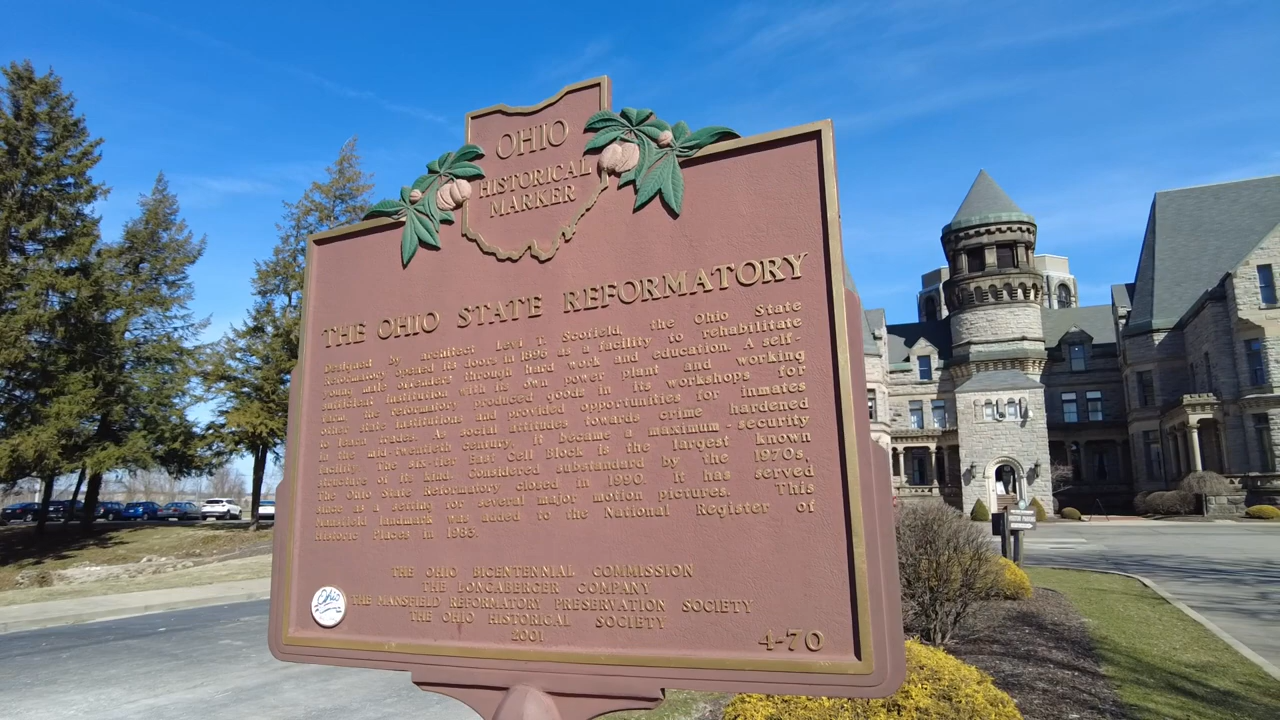 OHIO
HISTORICAL
MARKER
THE OHIO STATE REFORMATORY
Designed by architect Levi T. Scofield, the Ohio State
Reformatory opened its doors in 1896 as a facility to rehabilitate
young male offenders through hard work and education. A self-
sufficient institution with its own power plant and working
farm, the reformatory produced goods in its workshops for
other state institutions and provided opportunities for inmates
to learn trades. As social attitudes towards crime hardened
in the mid-twentieth century, it became a maximum-security
facility. The six-tier East Cell Block is the largest known
structure of its kind. Considered substandard by the 1970s,
The Ohio State Reformatory closed in 1990. It has served
since as a setting for several major motion pictures. This
Mansfield landmark was added to the National Register of
Historic Places in 1983.
THE OHIO BICENTENNIAL COMMISSION
THE LONGABERGER COMPANY
THE MANSFIELD REFORMATORY PRESERVATION SOCIETY
THE OHIO HISTORICAL SOCIETY
2001
4-70
Ohio
VISITOR PARKING